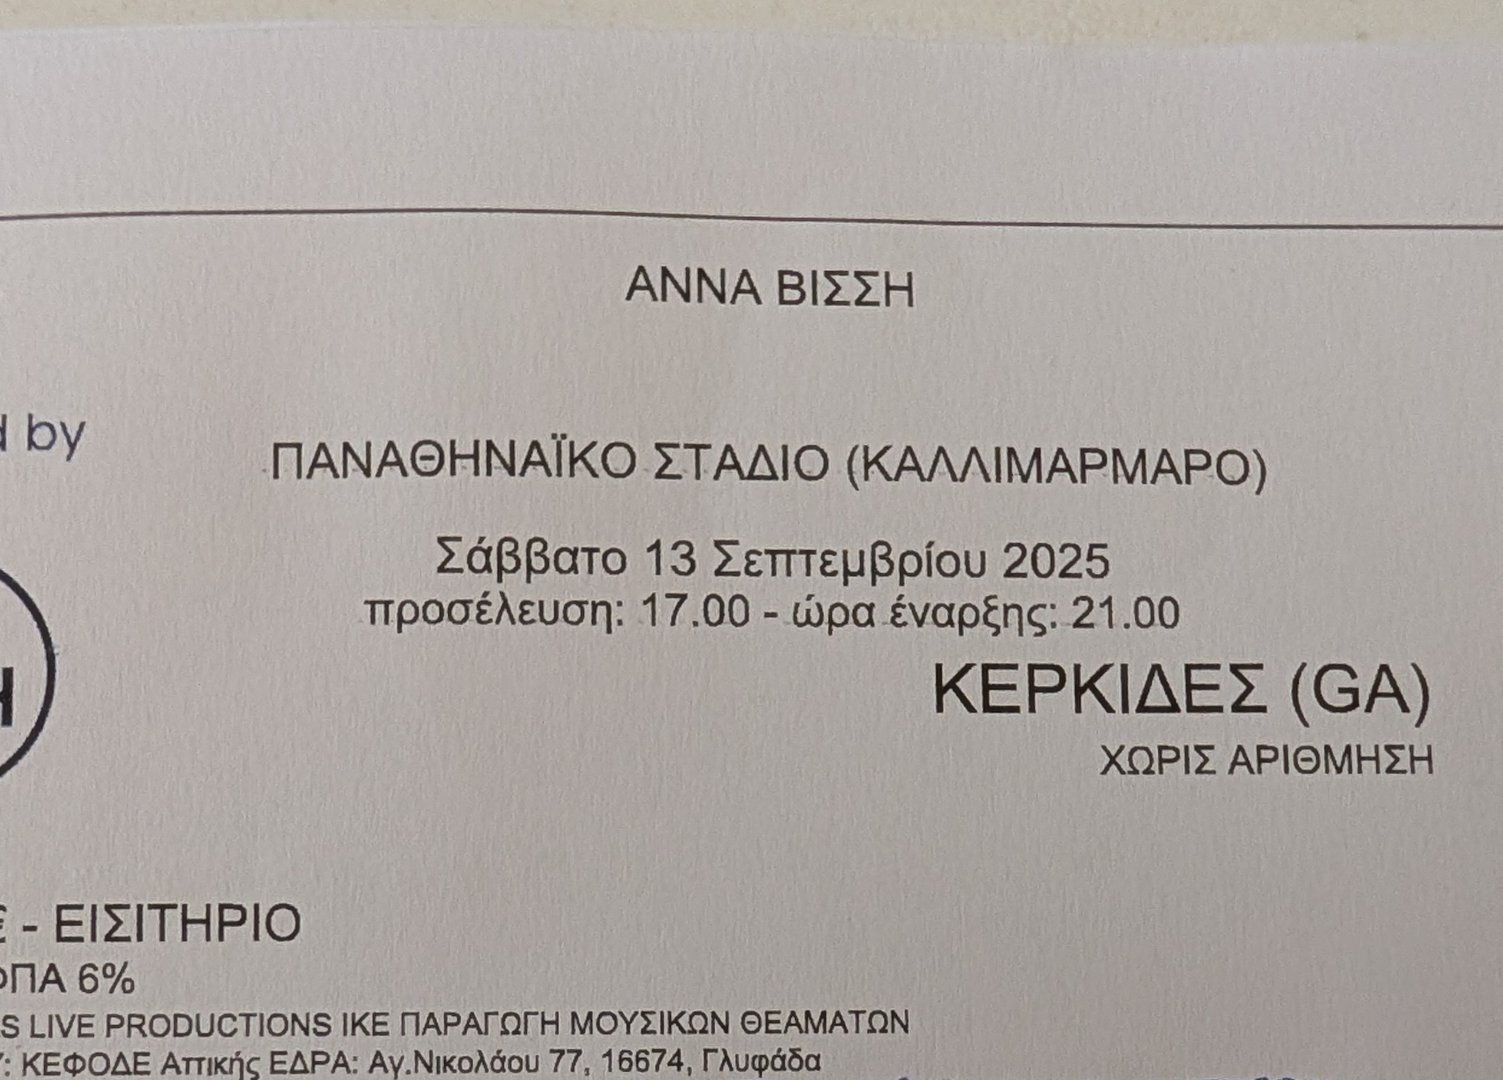 ΑΝΝΑ ΒΙΣΣΗ
by
ΠΑΝΑΘΗΝΑΪΚΟ ΣΤΑΔΙΟ (ΚΑΛΛΙΜΑΡΜΑΡΟ)
Σάββατο 13 Σεπτεμβρίου 2025
προσέλευση: 17.00 - ώρα έναρξης: 21.00
ΚΕΡΚΙΔΕΣ (GA)
ΧΩΡΙΣ ΑΡΙΘΜΗΣΗ
€ - ΕΙΣΙΤΗΡΙΟ
ΦΠΑ 6%
S LIVE PRODUCTIONS ΙΚΕ ΠΑΡΑΓΩΓΗ ΜΟΥΣΙΚΩΝ ΘΕΑΜΑΤΩΝ
: ΚΕΦΟΔΕ Αττικής ΕΔΡΑ: Αγ.Νικολάου 77, 16674, Γλυφάδα